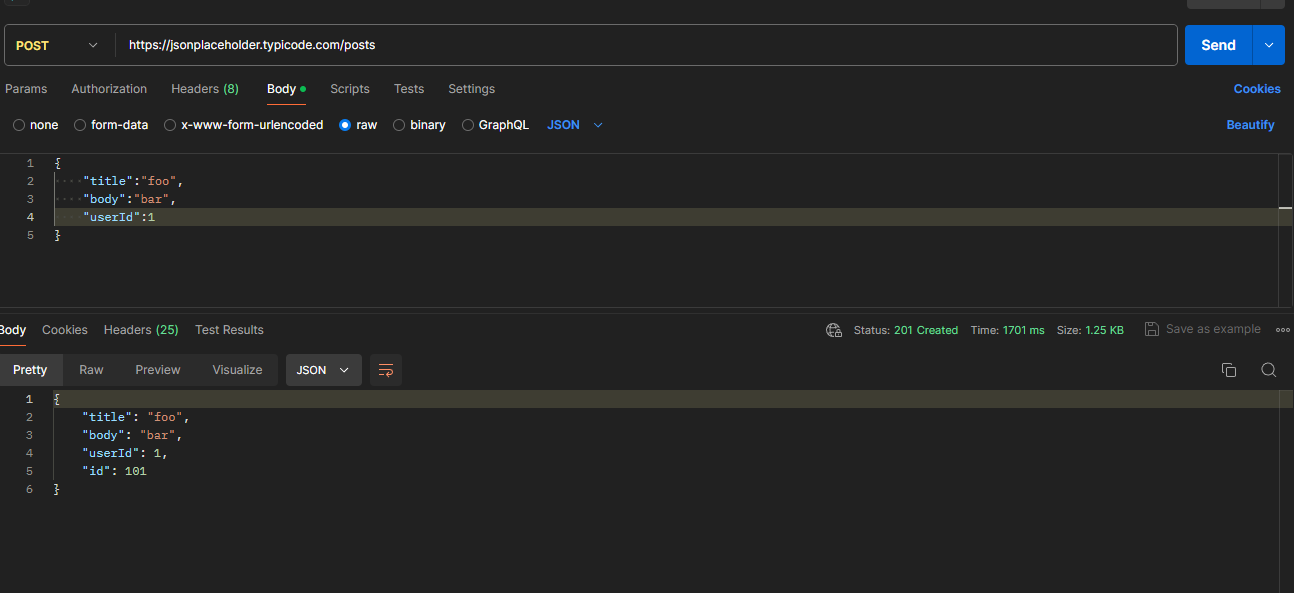 POST https://jsonplaceholder.typicode.com/posts Send
Params Authorization Headers (8) Body Scripts Tests Settings Cookies
none form-data x-www-form-urlencoded raw binary GraphQL JSON Beautify
1 {
2 "title":"foo",
3 "body":"bar",
4 "userId":1
5 }
Body Cookies Headers (25) Test Results Status: 201 Created Time: 1701 ms Size: 1.25 KB Save as example
Pretty Raw Preview Visualize JSON
1 {
2 "title": "foo",
3 "body": "bar",
4 "userId": 1,
5 "id": 101
6 }